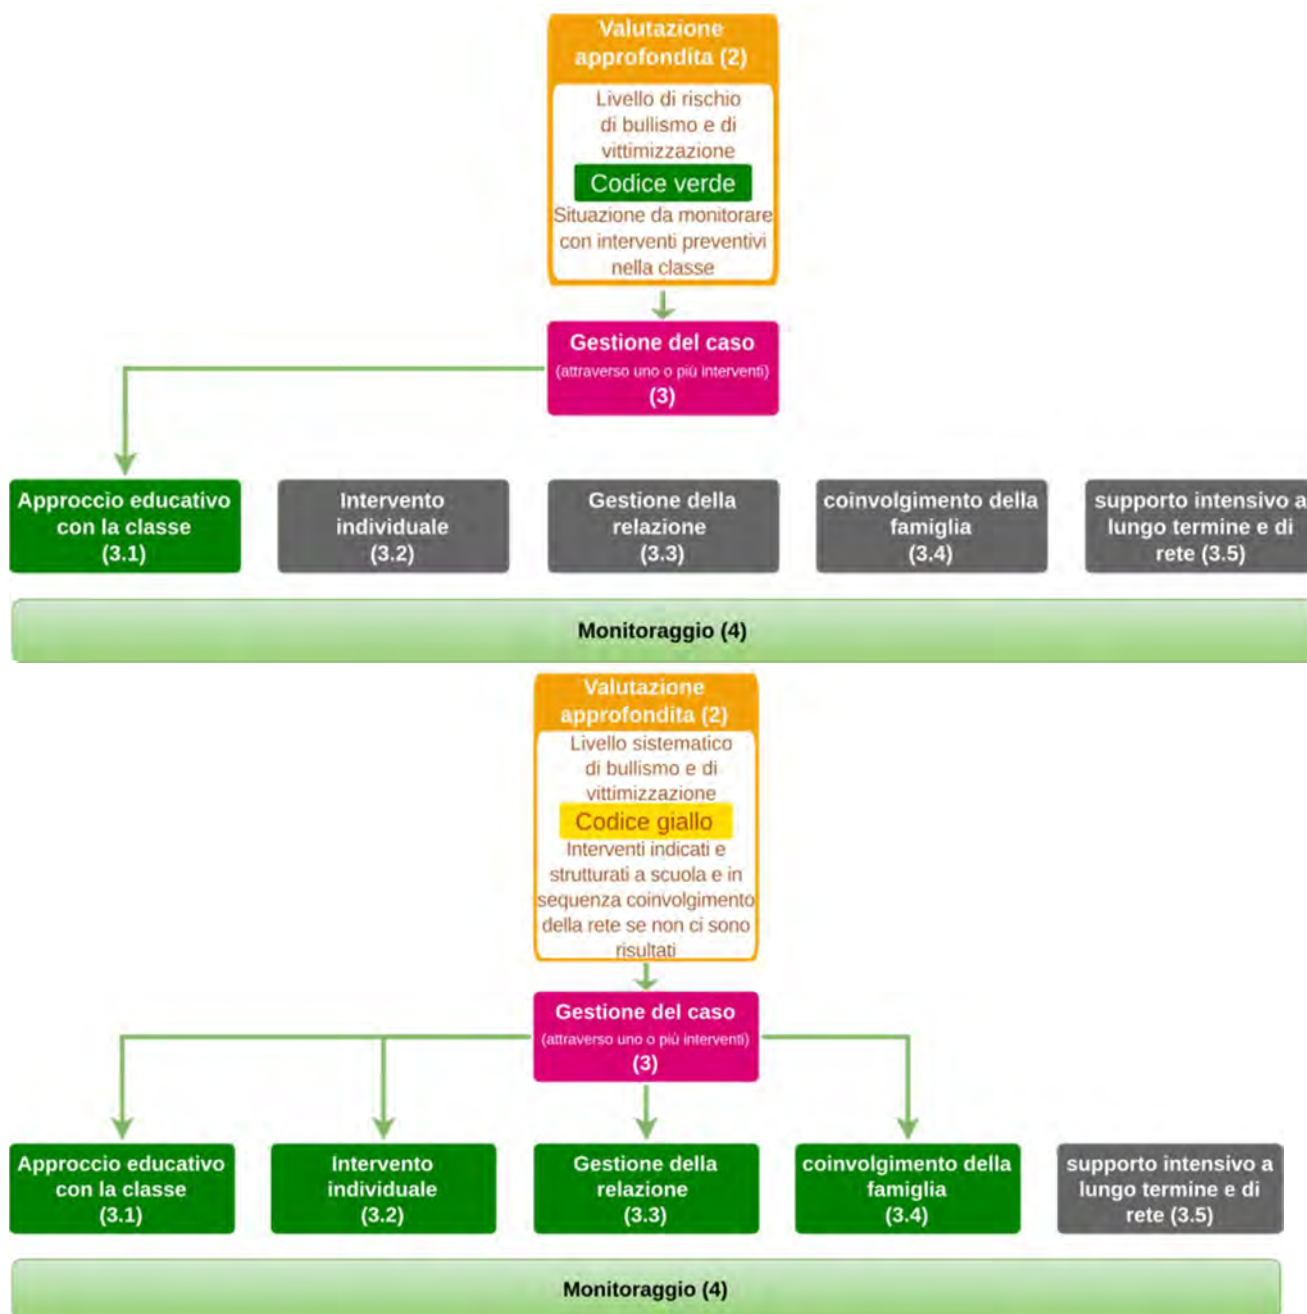 Valutazione
approfondita (2)
Livello di rischio
di bullismo e di
vittimizzazione
Codice verde
Situazione da monitorare
con interventi preventivi
nella classe
Gestione del caso
(attraverso uno o più interventi)
(3)
Approccio educativo
con la classe
(3.1)
Intervento
individuale
(3.2)
Gestione della
relazione
(3.3)
coinvolgimento della
famiglia
(3.4)
supporto intensivo a
lungo termine e di
rete (3.5)
Monitoraggio (4)
Valutazione
approfondita (2)
Livello sistematico
di bullismo e di
vittimizzazione
Codice giallo
Interventi indicati e
strutturati a scuola e in
sequenza coinvolgimento
della rete se non ci sono
risultati
Gestione del caso
(attraverso uno o più interventi)
(3)
Approccio educativo
con la classe
(3.1)
Intervento
individuale
(3.2)
Gestione della
relazione
(3.3)
coinvolgimento della
famiglia
(3.4)
supporto intensivo a
lungo termine e di
rete (3.5)
Monitoraggio (4)